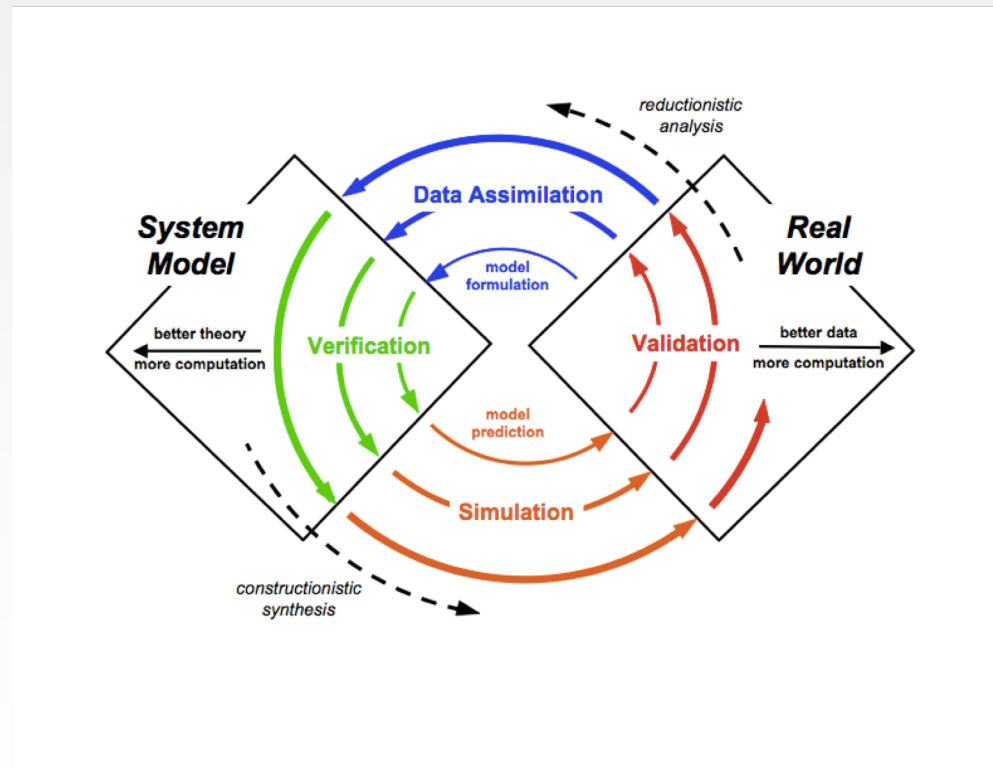 reductionistic
analysis
Data Assimilation
System
Model
Real
World
model
formulation
better theory
more computation
Verification
Validation
better data
more computation
model
prediction
Simulation
constructionistic
synthesis